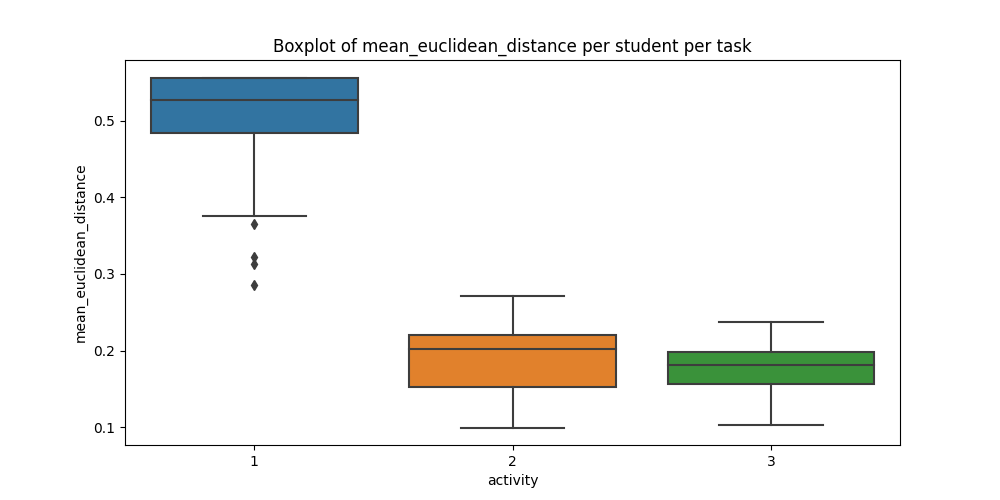 Boxplot of mean_euclidean_distance per student per task
mean_euclidean_distance
0.5
0.4
0.3
0.2
0.1
1
2
3
activity